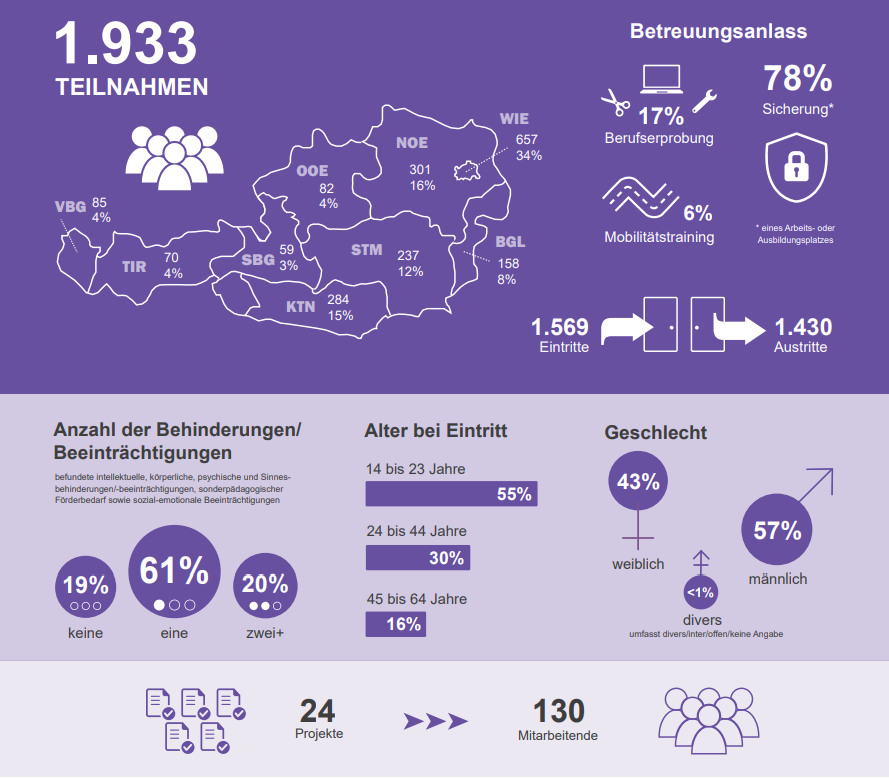 1.933
TEILNAHMEN
VBG 85
4%
TIR 70
4%
SBG 59
3%
KTN 284
15%
OOE
82
4%
NOE
301
16%
WIE
657
34%
STM 237
12%
BGL
158
8%
Betreuungsanlass
17%
Berufserprobung
78%
Sicherung*
6%
Mobilitätstraining
* eines Arbeits- oder
Ausbildungsplatzes
1.569
Eintritte
1.430
Austritte
Anzahl der Behinderungen/
Beeinträchtigungen
befundete intellektuelle, körperliche, psychische und Sinnes-
behinderungen/-beeinträchtigungen, sonderpädagogischer
Förderbedarf sowie sozial-emotionale Beeinträchtigungen
19%
keine
61%
eine
20%
zwei+
Alter bei Eintritt
14 bis 23 Jahre
55%
24 bis 44 Jahre
30%
45 bis 64 Jahre
16%
Geschlecht
43%
weiblich
<1%
divers
umfasst divers/inter/offen/keine Angabe
57%
männlich
24
Projekte
130
Mitarbeitende